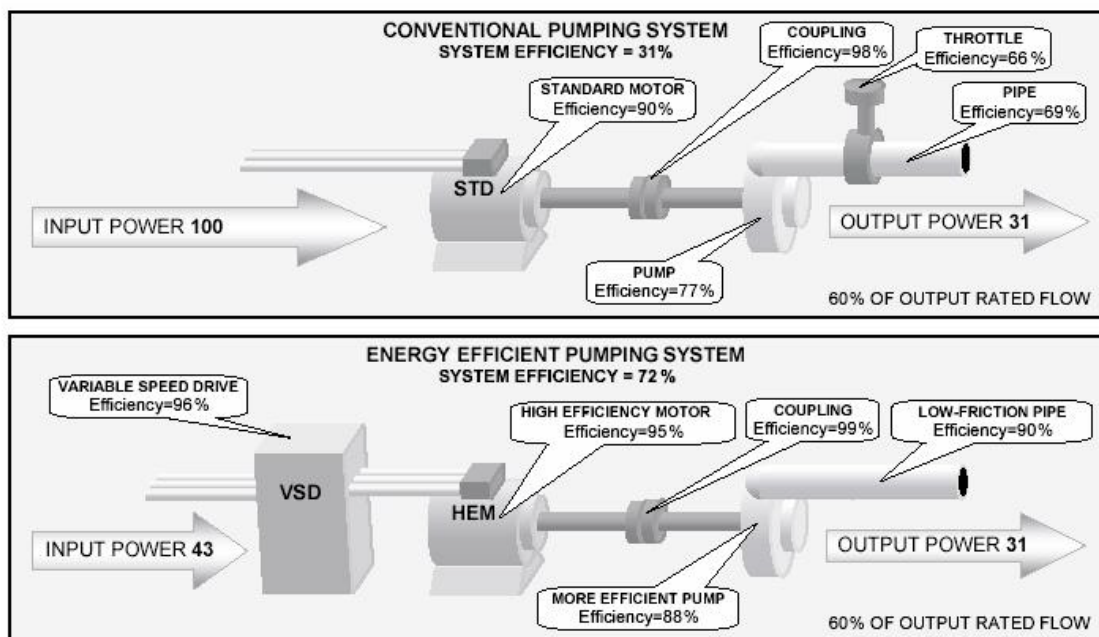 CONVENTIONAL PUMPING SYSTEM
SYSTEM EFFICIENCY = 31%
COUPLING
Efficiency=98%
THROTTLE
Efficiency=66%
STANDARD MOTOR
Efficiency=90%
PIPE
Efficiency=69%
STD
INPUT POWER 100
OUTPUT POWER 31
PUMP
Efficiency=77%
60% OF OUTPUT RATED FLOW
ENERGY EFFICIENT PUMPING SYSTEM
SYSTEM EFFICIENCY = 72%
VARIABLE SPEED DRIVE
Efficiency=96%
HIGH EFFICIENCY MOTOR
Efficiency=95%
COUPLING
Efficiency=99%
LOW-FRICTION PIPE
Efficiency=90%
VSD
HEM
INPUT POWER 43
OUTPUT POWER 31
MORE EFFICIENT PUMP
Efficiency=88%
60% OF OUTPUT RATED FLOW